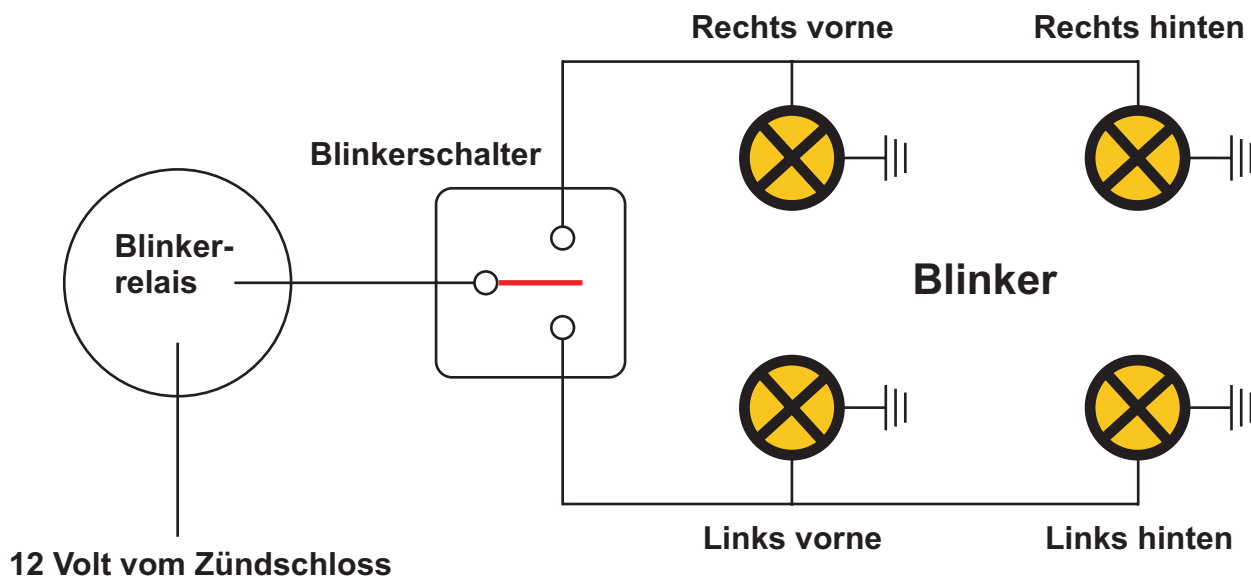 Rechts vorne
Rechts hinten
Blinkerschalter
Blinker-
relais
Blinker
Links vorne
Links hinten
12 Volt vom Zündschloss